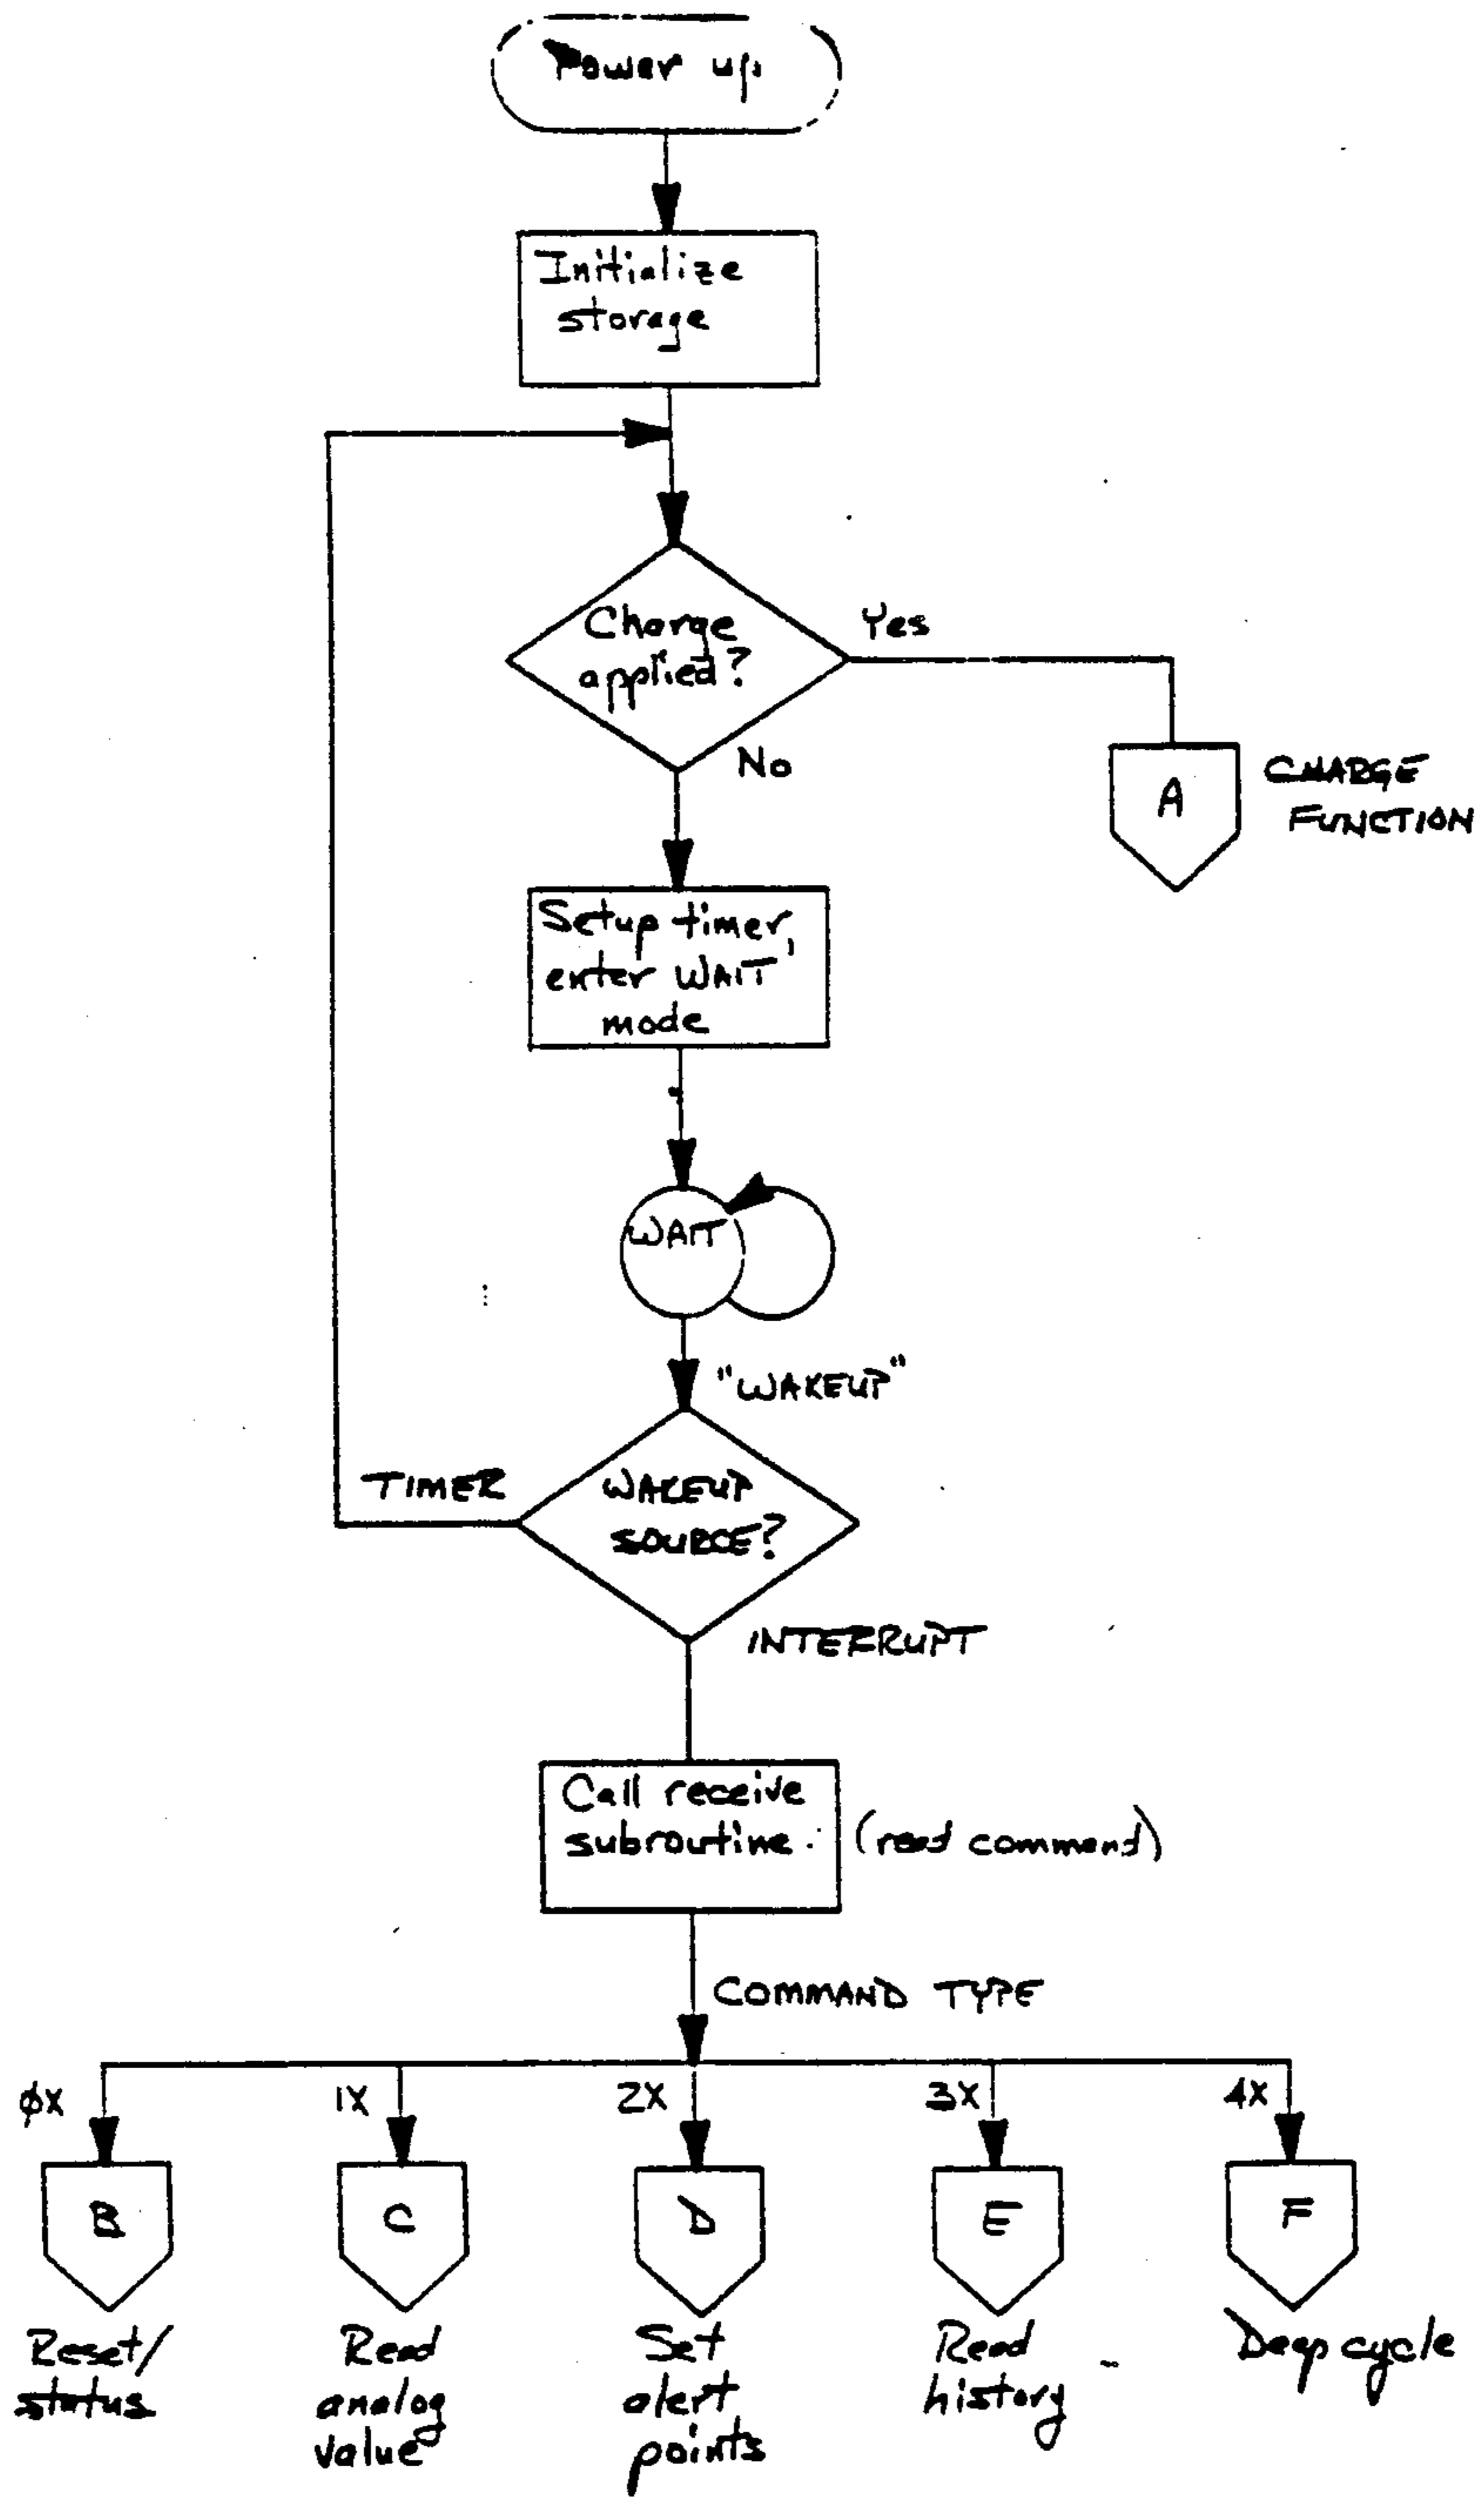 Power up
Initialize
storage
Charge
applied?
Yes
No
A
CHARGE
FUNCTION
Setup timer,
enter WAIT
mode
WAIT
"WAKEUP"
TIMER
WAKEUP
SOURCE?
INTERRUPT
Call receive
subroutine.
(read command)
COMMAND TYPE
0X
1X
2X
3X
4X
B
C
D
E
F
Reset/
status
Read
analog
value
Set
alert
points
Read
history
Deep cycle